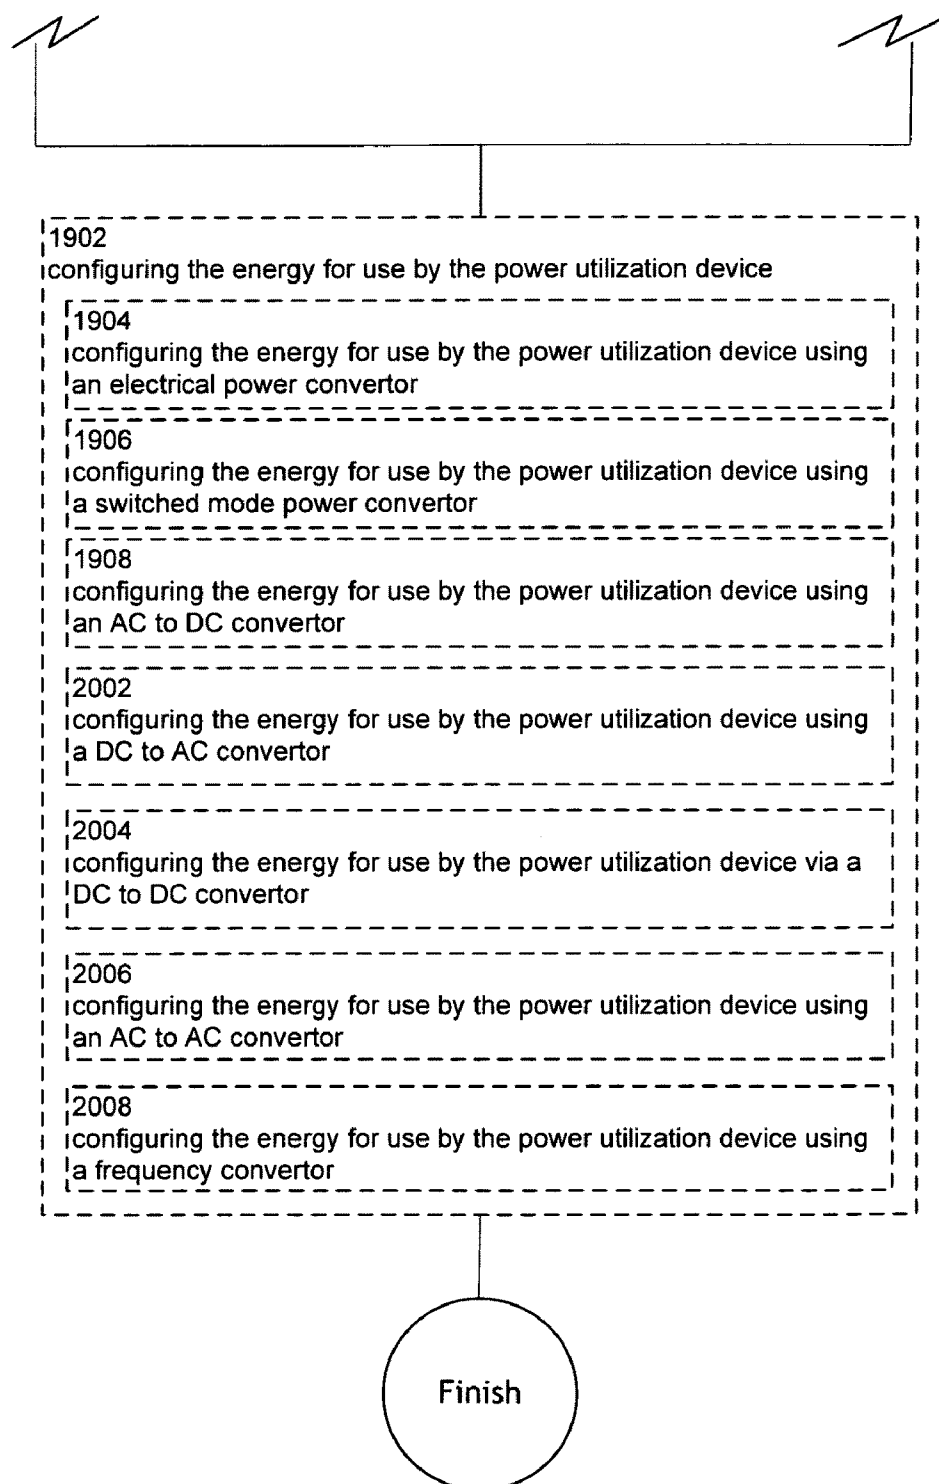 1902
configuring the energy for use by the power utilization device
1904
configuring the energy for use by the power utilization device using
an electrical power convertor
1906
configuring the energy for use by the power utilization device using
a switched mode power convertor
1908
configuring the energy for use by the power utilization device using
an AC to DC convertor
2002
configuring the energy for use by the power utilization device using
a DC to AC convertor
2004
configuring the energy for use by the power utilization device via a
DC to DC convertor
2006
configuring the energy for use by the power utilization device using
an AC to AC convertor
2008
configuring the energy for use by the power utilization device using
a frequency convertor
Finish